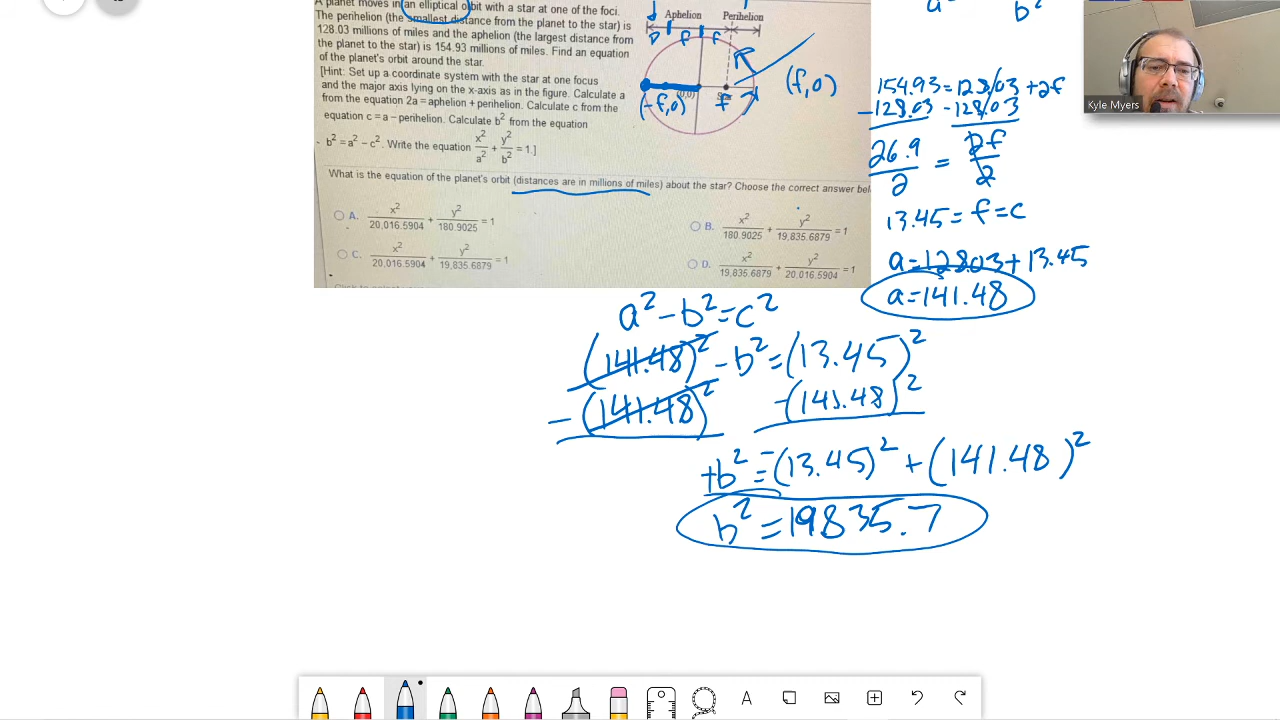 A planet moves in an elliptical orbit with a star at one of the foci.
The perihelion (the smallest distance from the planet to the star) is
128.03 millions of miles and the aphelion (the largest distance from
the planet to the star) is 154.93 millions of miles. Find an equation
of the planet's orbit around the star.
[Hint: Set up a coordinate system with the star at one focus
and the major axis lying on the x-axis as in the figure. Calculate a
from the equation 2a = aphelion + perihelion. Calculate c from the
equation c = a − perihelion. Calculate b² from the equation
b² = a² − c². Write the equation x²/a² + y²/b² = 1.]
Aphelion Perihelion
P f f
R
(0,0)
(-f,0) f (f,0)
What is the equation of the planet's orbit (distances are in millions of miles) about the star? Choose the correct answer bel
A. x²/20,016.5904 + y²/180.9025 = 1
B. x²/180.9025 + y²/19,835.6879 = 1
C. x²/20,016.5904 + y²/19,835.6879 = 1
D. x²/19,835.6879 + y²/20,016.5904 = 1
a² b²
154.93 = 128.03 + 2f
-128.03 -128.03
26.9/2 = 2f/2
13.45 = f = c
a = 128.03 + 13.45
a = 141.48
a² - b² = c²
(141.48)² - b² = (13.45)²
-(141.48)² -(141.48)²
+b² = (13.45)² + (141.48)²
b² = 19835.7
Kyle Myers
A